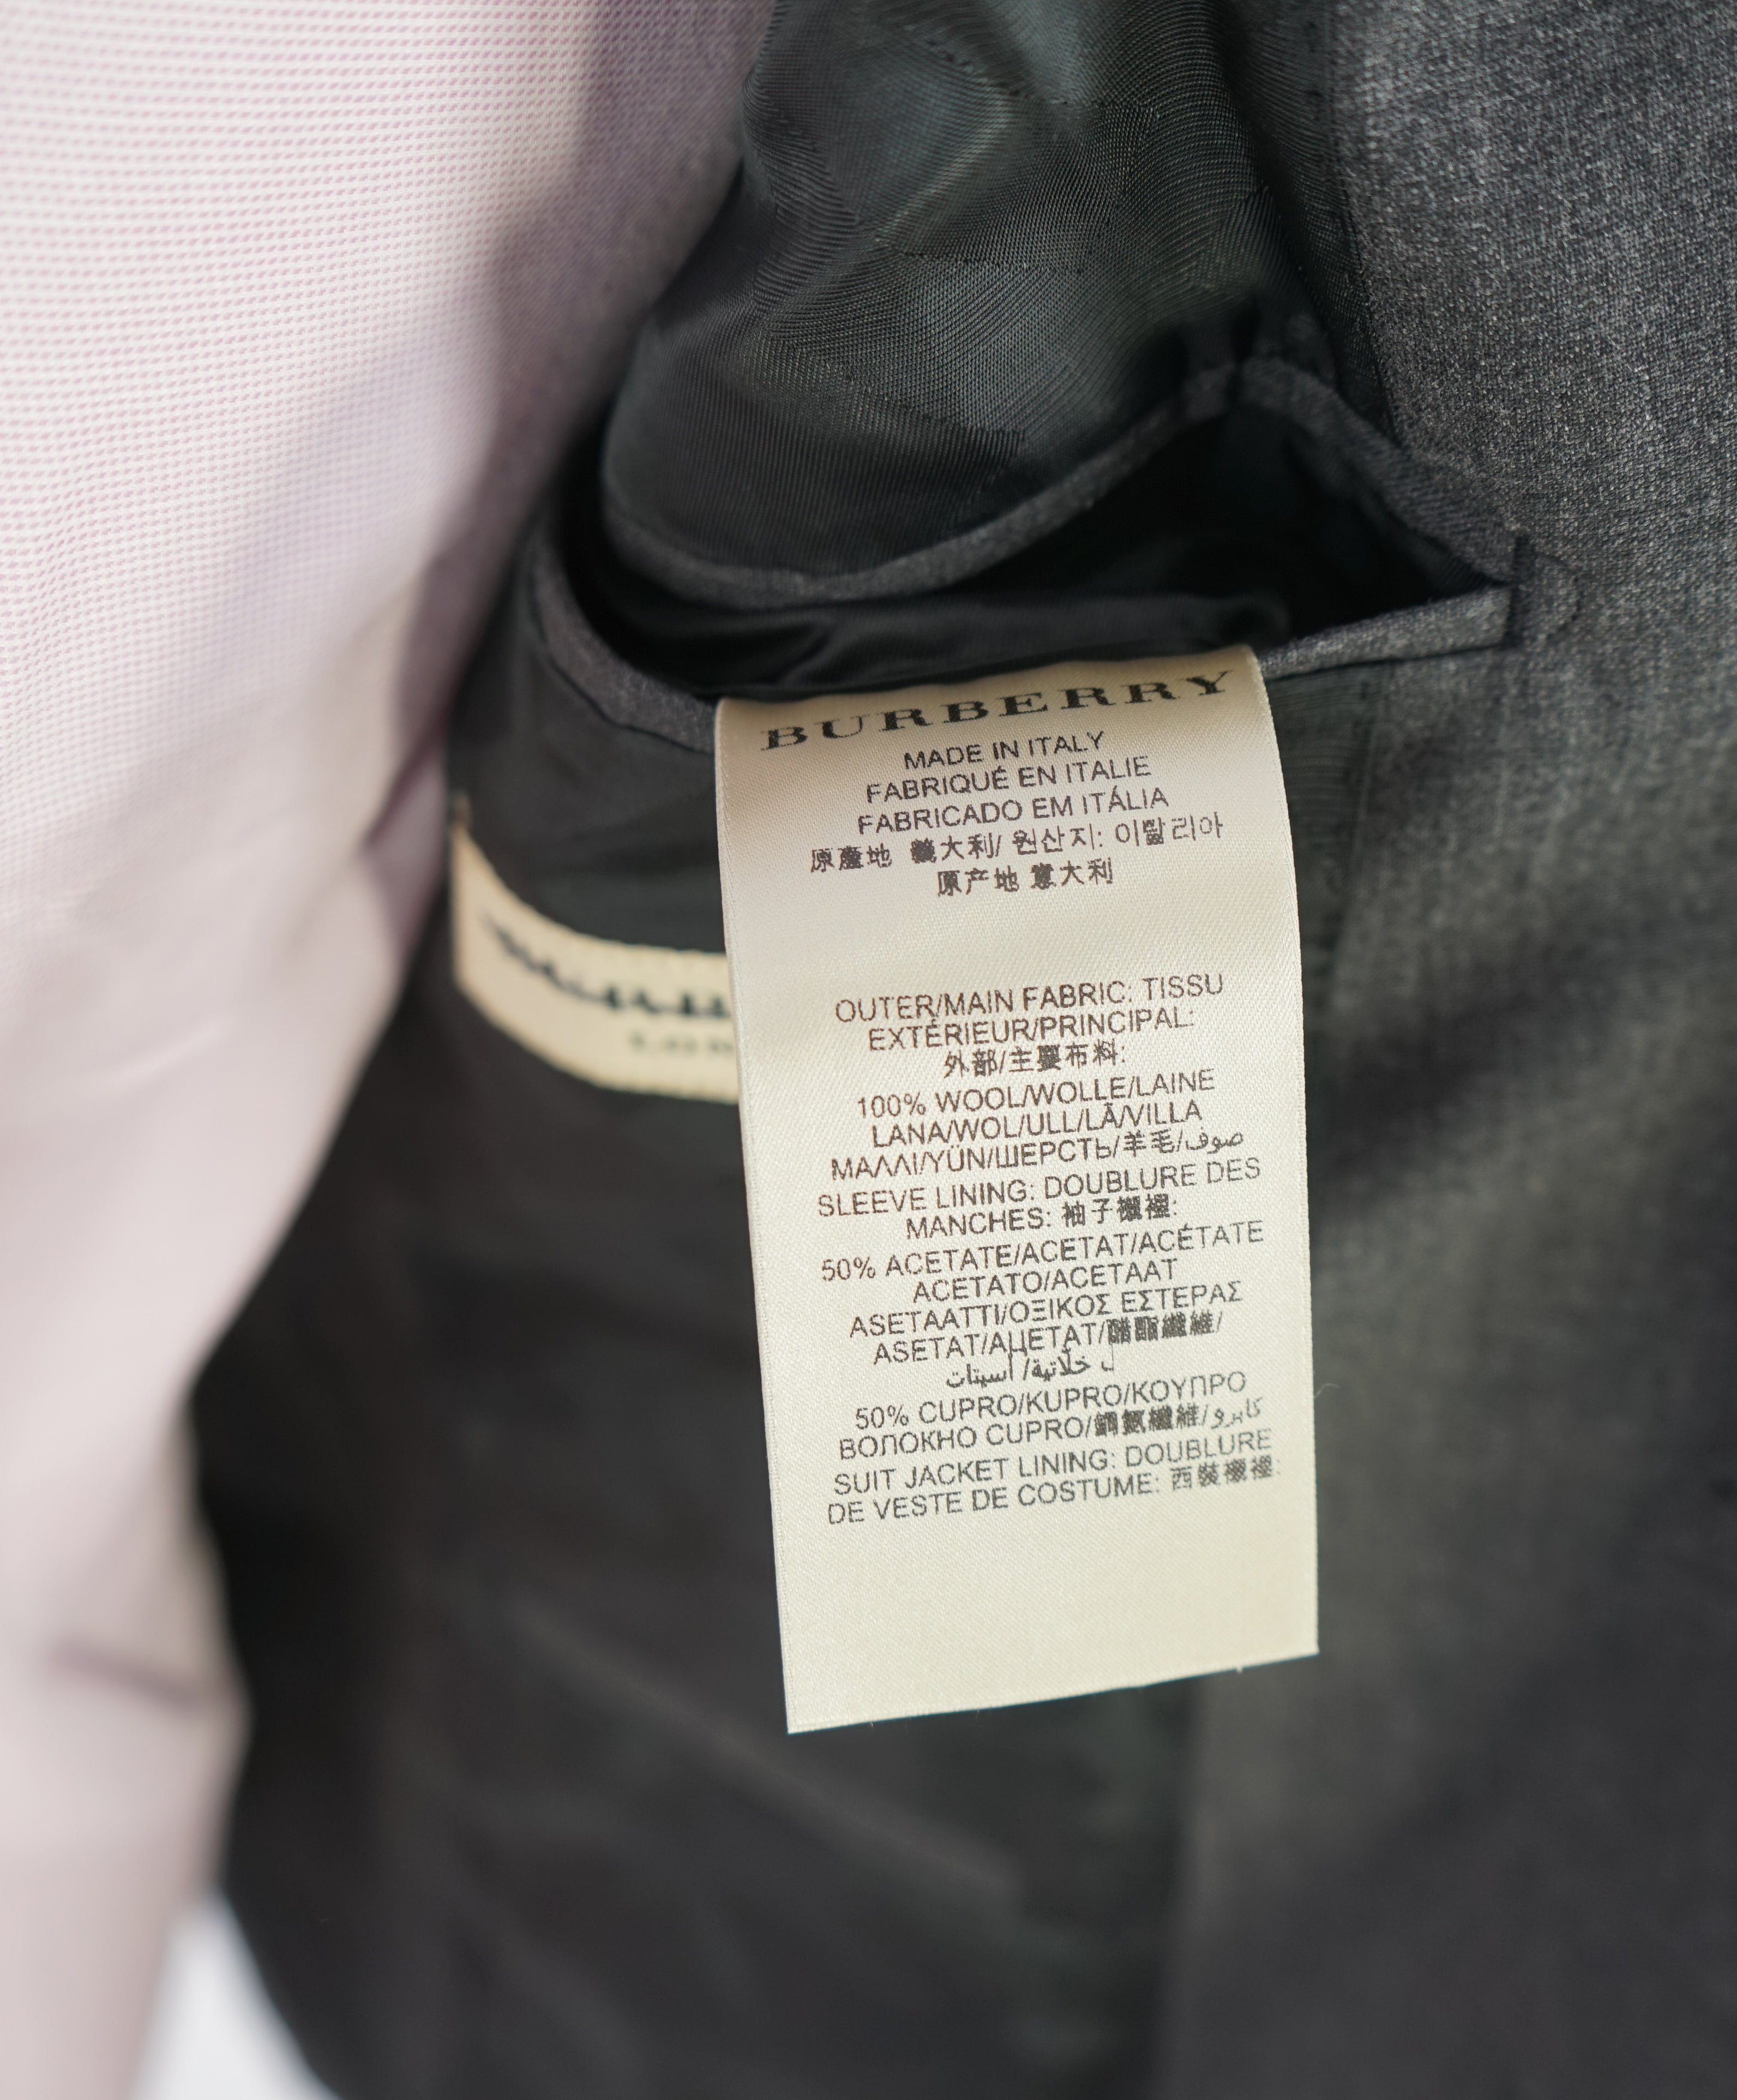 BURBERRY
MADE IN ITALY
FABRIQUÉ EN ITALIE
FABRICADO EM ITÁLIA
原產地 義大利/ 원산지: 이탈리아
原产地 意大利
OUTER/MAIN FABRIC: TISSU
EXTÉRIEUR/PRINCIPAL:
外部/主要布料:
100% WOOL/WOLLE/LAINE
LANA/WOL/ULL/LÃ/VILLA
ΜΑΛΛΙ/YÜN/ШЕРСТЬ/羊毛/صوف
SLEEVE LINING: DOUBLURE DES
MANCHES: 袖子襯裡:
50% ACETATE/ACETAT/ACÉTATE
ACETATO/ACETAAT
ASETAATTI/ΟΞΙΚΟΣ ΕΣΤΕΡΑΣ
ASETAT/АЦЕТАТ/醋酯纖維/
خلاتية/ أسيتات
50% CUPRO/KUPRO/ΚΟΥΠΡΟ
ВОЛОКНО CUPRO/銅氨纖維/كابرو
SUIT JACKET LINING: DOUBLURE
DE VESTE DE COSTUME: 西裝襯裡: